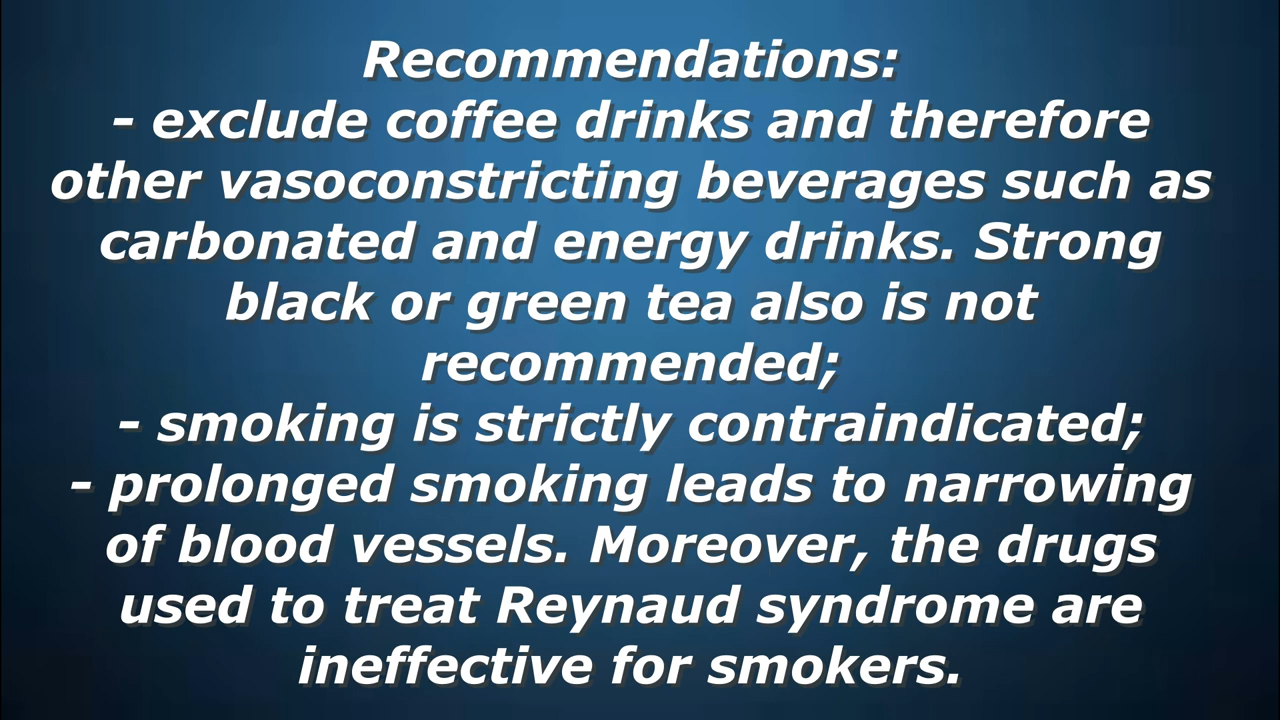 Recommendations:
- exclude coffee drinks and therefore
other vasoconstricting beverages such as
carbonated and energy drinks. Strong
black or green tea also is not
recommended;
- smoking is strictly contraindicated;
- prolonged smoking leads to narrowing
of blood vessels. Moreover, the drugs
used to treat Reynaud syndrome are
ineffective for smokers.